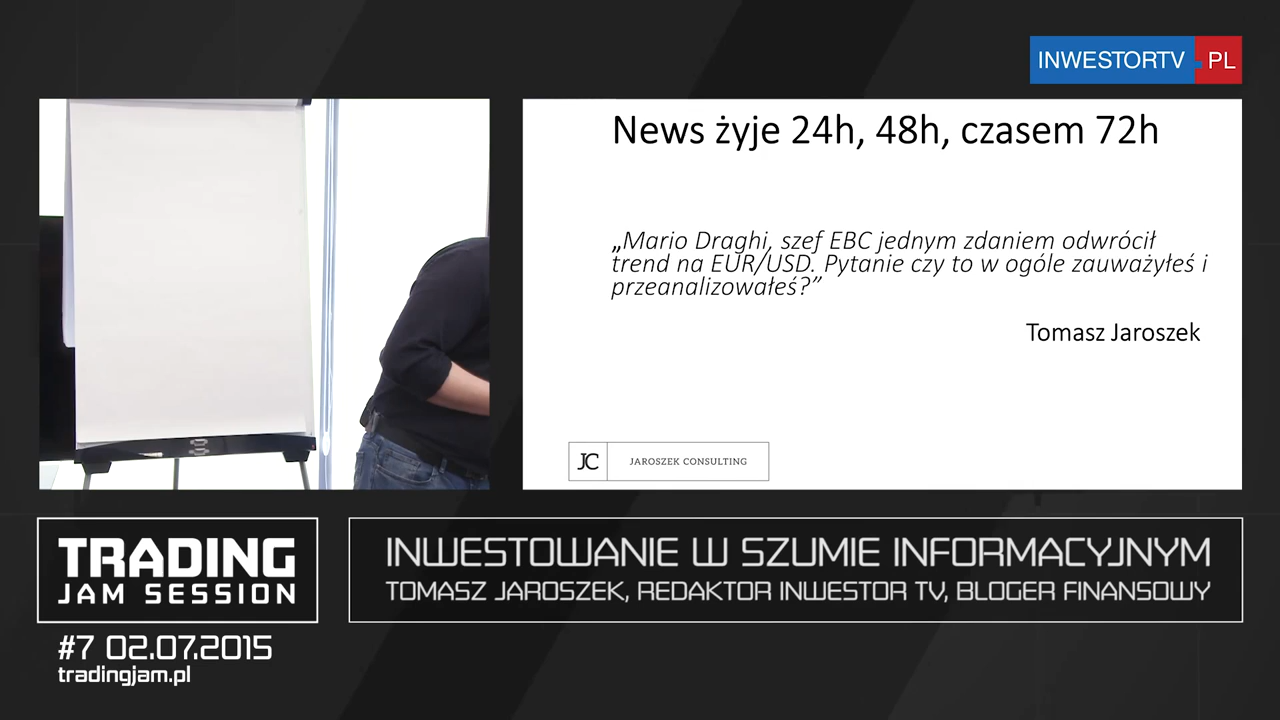 INWESTORTV.PL
News żyje 24h, 48h, czasem 72h
„Mario Draghi, szef EBC jednym zdaniem odwrócił
trend na EUR/USD. Pytanie czy to w ogóle zauważyłeś i
przeanalizowałeś?”
Tomasz Jaroszek
JC JAROSZEK CONSULTING
TRADING
JAM SESSION
INWESTOWANIE W SZUMIE INFORMACYJNYM
TOMASZ JAROSZEK, REDAKTOR INWESTOR TV, BLOGER FINANSOWY
#7 02.07.2015
tradingjam.pl